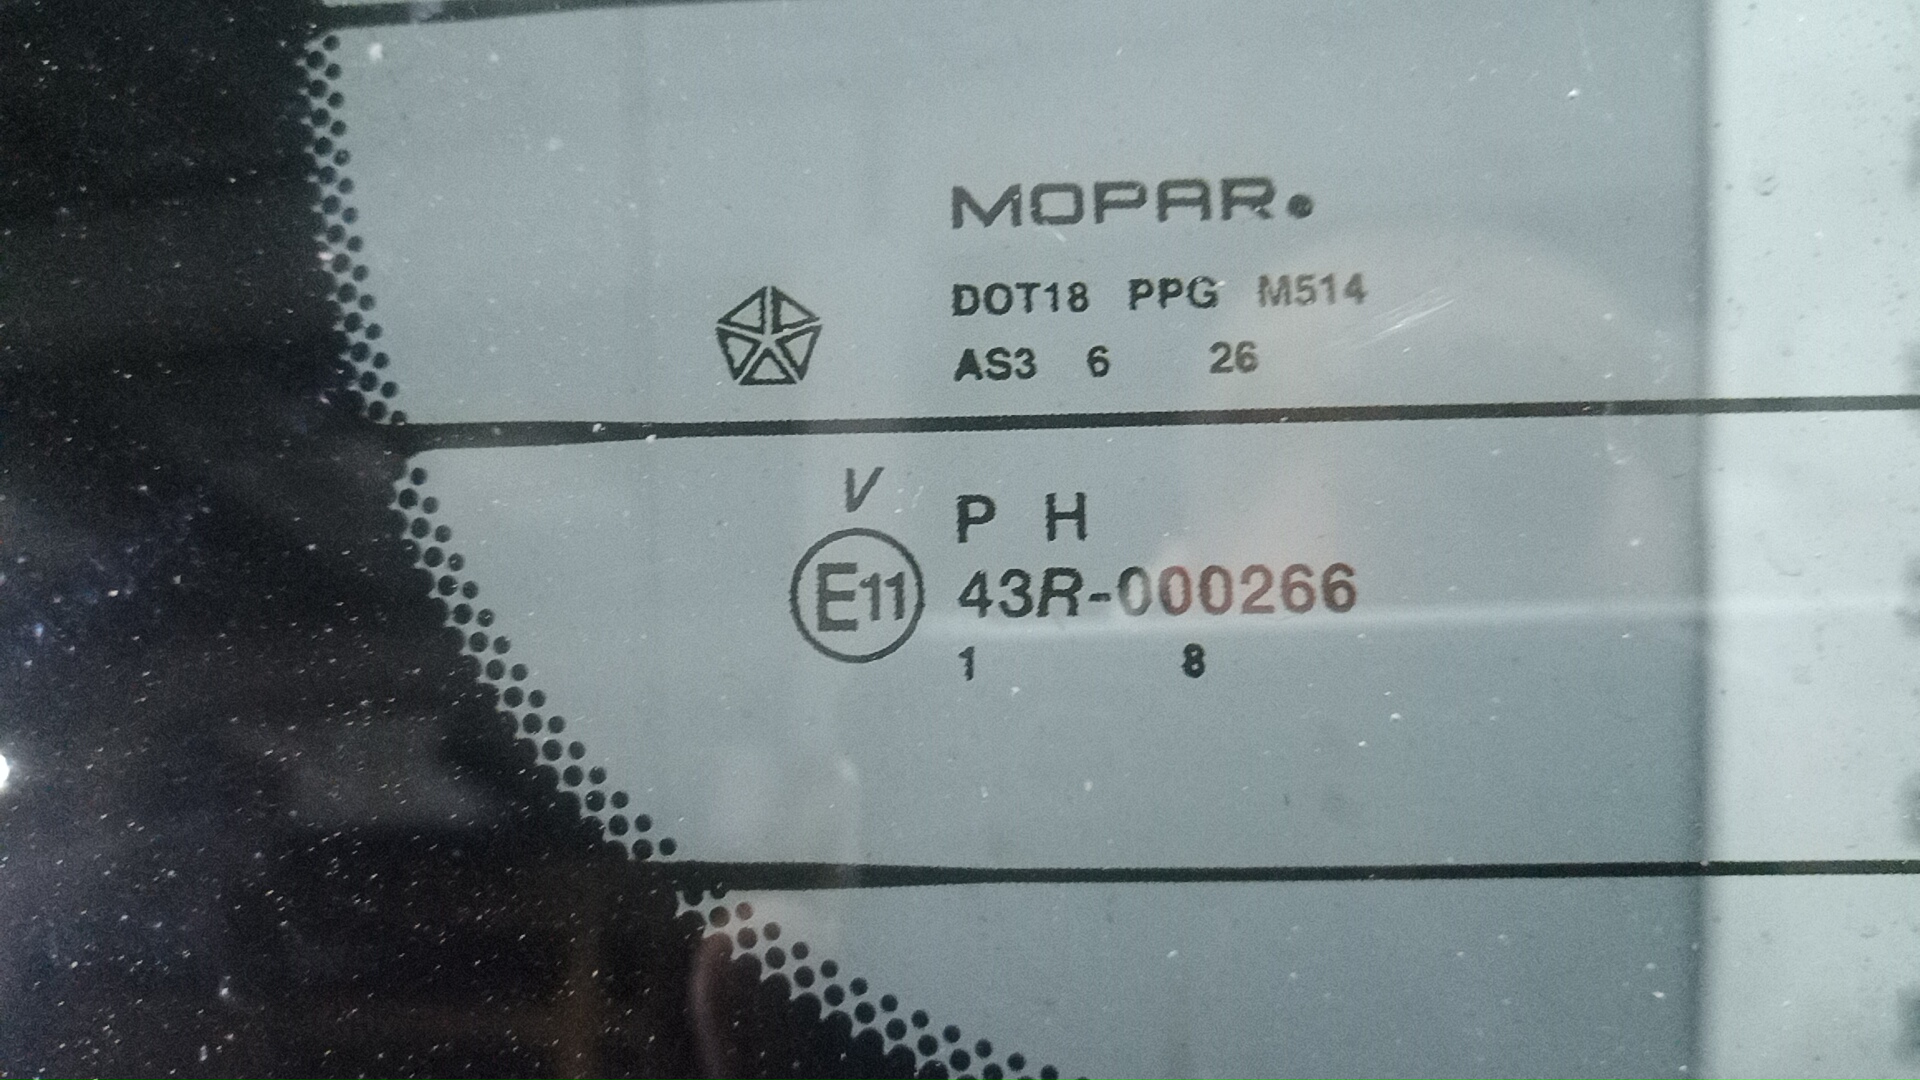 MOPAR.
DOT18 PPG M514
AS3 6 26
V
P H
E11 43R-000266
1 8